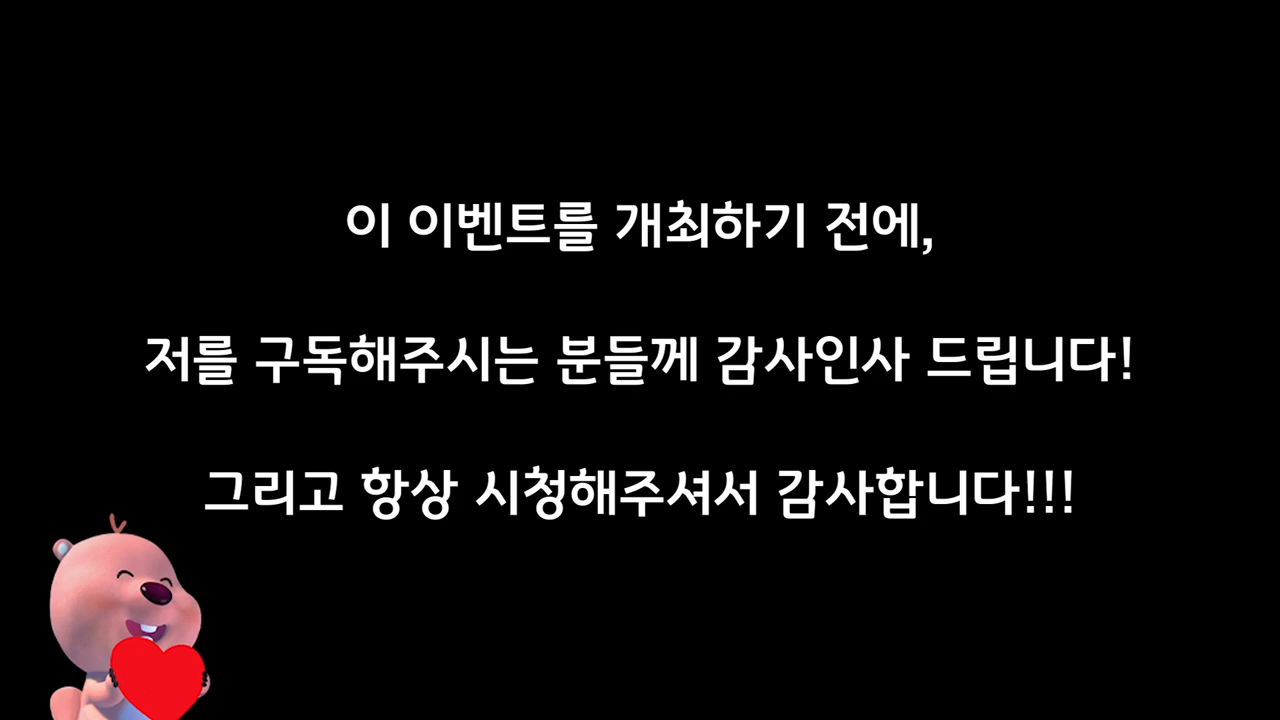 이 이벤트를 개최하기 전에,
저를 구독해주시는 분들께 감사인사 드립니다!
그리고 항상 시청해주셔서 감사합니다!!!